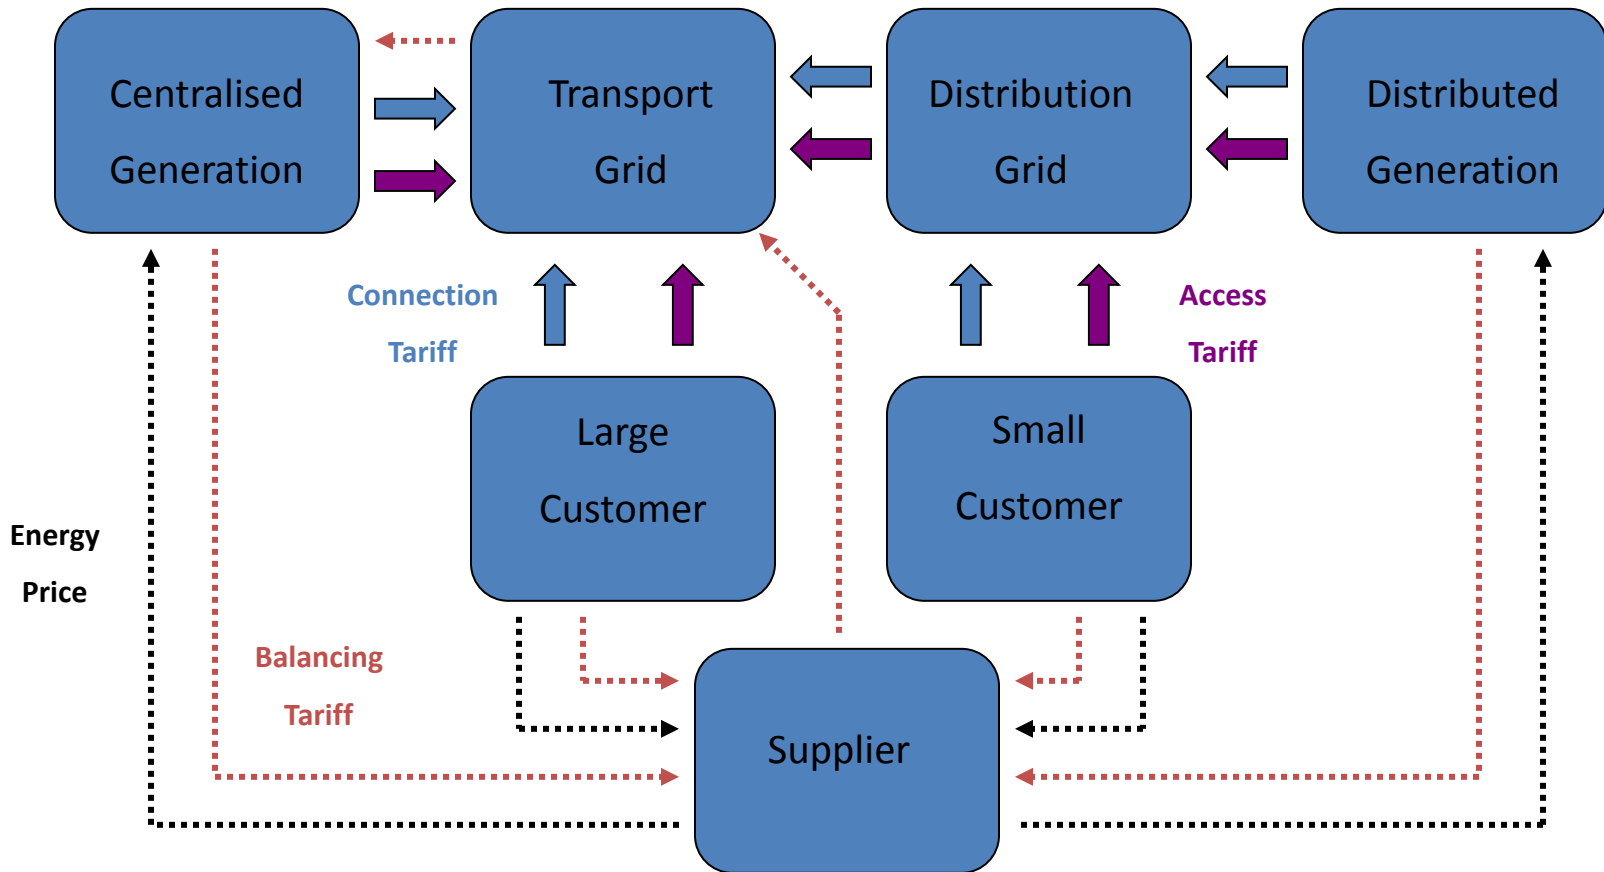 Centralised
Generation
Transport
Grid
Distribution
Grid
Distributed
Generation
Connection
Tariff
Access
Tariff
Large
Customer
Small
Customer
Energy
Price
Balancing
Tariff
Supplier